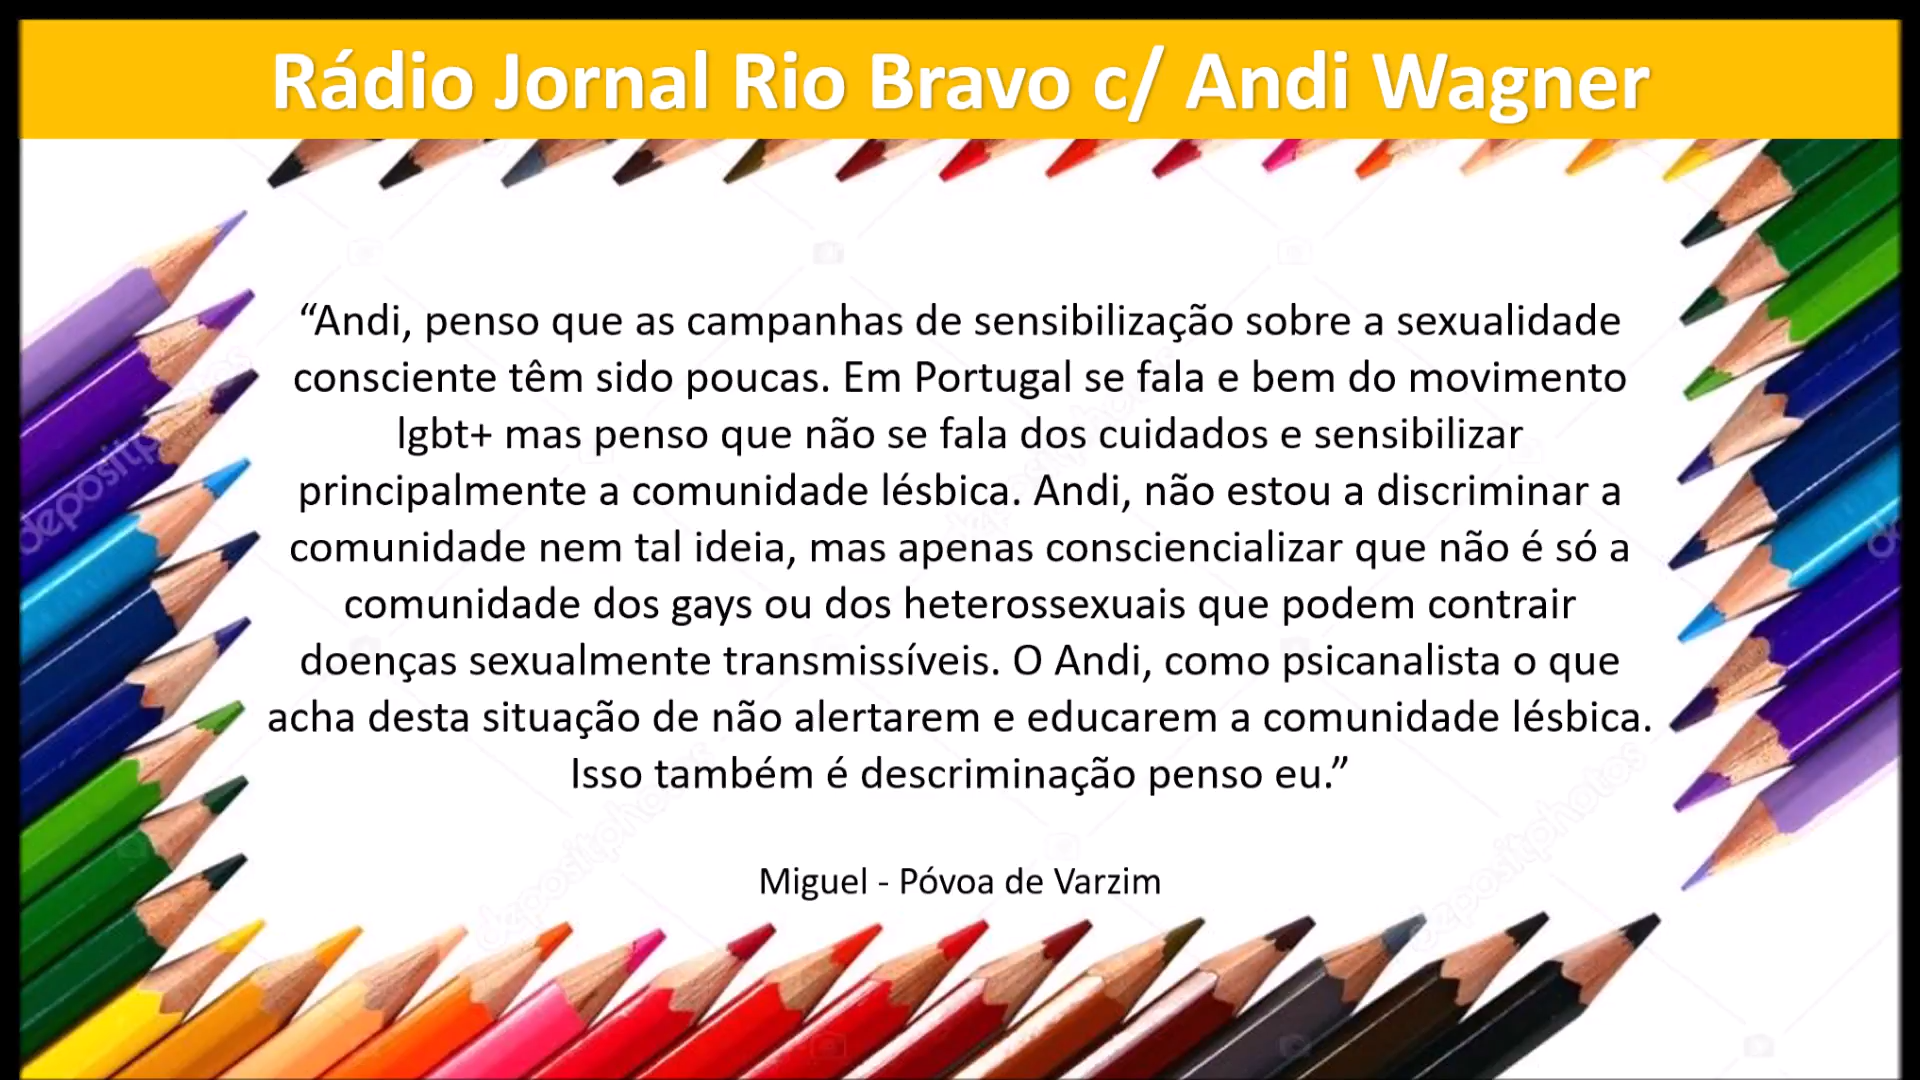 Rádio Jornal Rio Bravo c/ Andi Wagner
“Andi, penso que as campanhas de sensibilização sobre a sexualidade
consciente têm sido poucas. Em Portugal se fala e bem do movimento
lgbt+ mas penso que não se fala dos cuidados e sensibilizar
principalmente a comunidade lésbica. Andi, não estou a discriminar a
comunidade nem tal ideia, mas apenas consciencializar que não é só a
comunidade dos gays ou dos heterossexuais que podem contrair
doenças sexualmente transmissíveis. O Andi, como psicanalista o que
acha desta situação de não alertarem e educarem a comunidade lésbica.
Isso também é descriminação penso eu.”
Miguel - Póvoa de Varzim
depositphotos
depositphotos
depositphotos